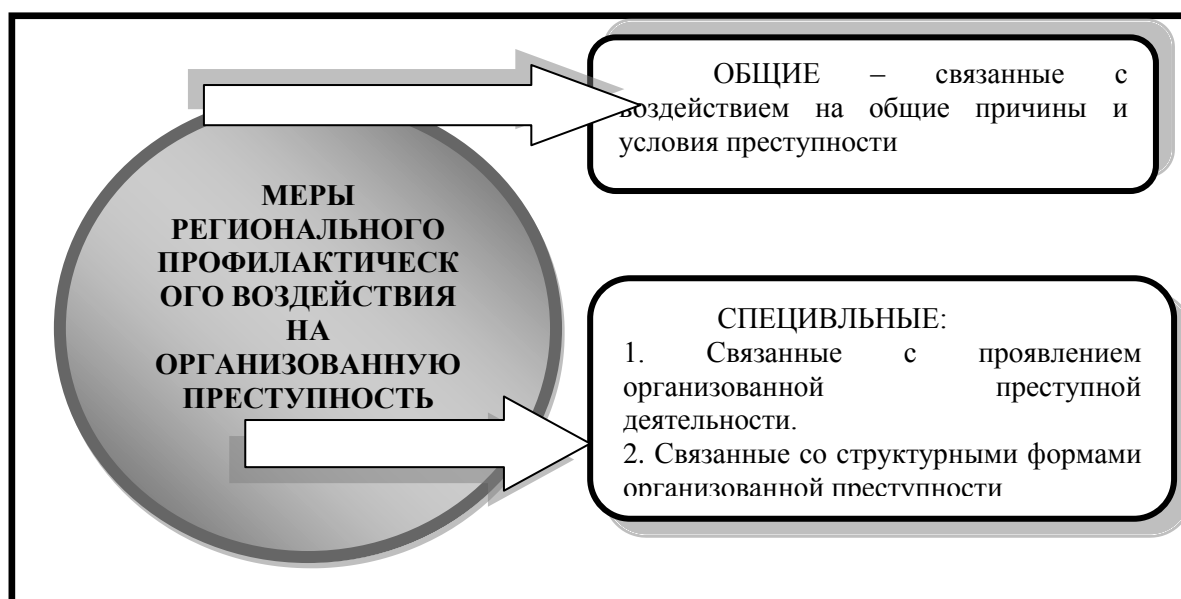 МЕРЫ
РЕГИОНАЛЬНОГО
ПРОФИЛАКТИЧЕСК
ОГО ВОЗДЕЙСТВИЯ
НА
ОРГАНИЗОВАННУЮ
ПРЕСТУПНОСТЬ
ОБЩИЕ – связанные с
воздействием на общие причины и
условия преступности
СПЕЦИВЛЬНЫЕ:
1. Связанные с проявлением
организованной преступной
деятельности.
2. Связанные со структурными формами
организованной преступности